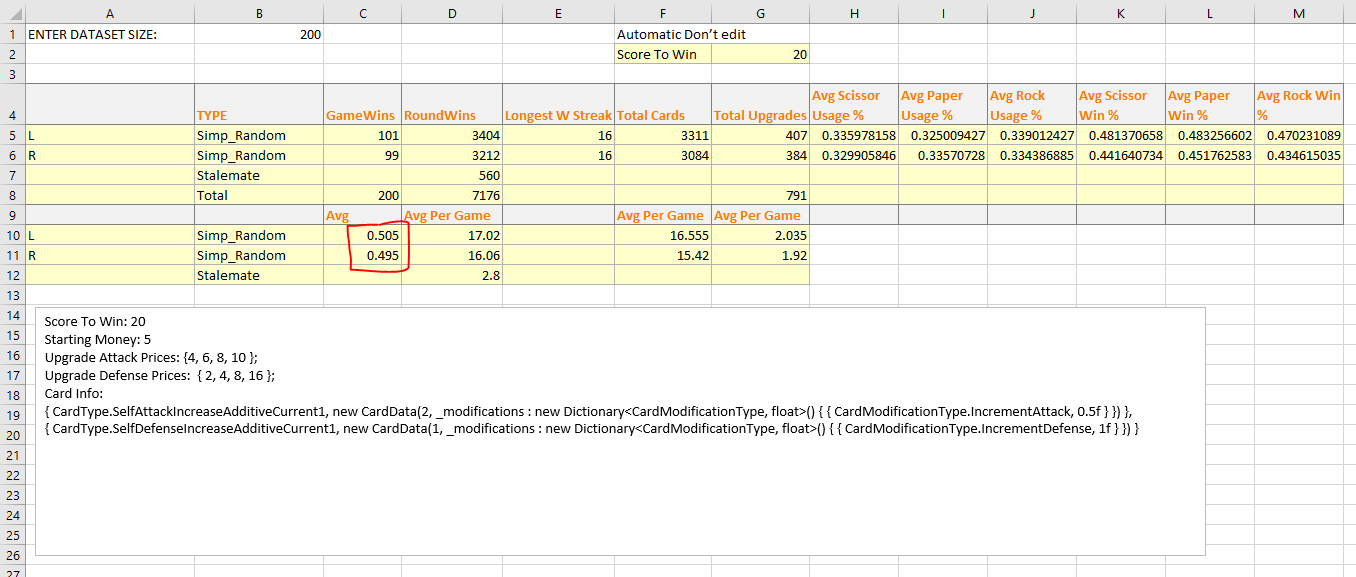 A B C D E F G H I J K L M
1 ENTER DATASET SIZE: 200 Automatic Don't edit
2 Score To Win 20
3
4 TYPE GameWins RoundWins Longest W Streak Total Cards Total Upgrades Avg Scissor Usage % Avg Paper Usage % Avg Rock Usage % Avg Scissor Win % Avg Paper Win % Avg Rock Win %
5 L Simp_Random 101 3404 16 3311 407 0.335978158 0.325009427 0.339012427 0.481370658 0.483256602 0.470231089
6 R Simp_Random 99 3212 16 3084 384 0.329905846 0.33570728 0.334386885 0.441640734 0.451762583 0.434615035
7 Stalemate 560
8 Total 200 7176 791
9 Avg Avg Per Game Avg Per Game Avg Per Game
10 L Simp_Random 0.505 17.02 16.555 2.035
11 R Simp_Random 0.495 16.06 15.42 1.92
12 Stalemate 2.8
13
14 Score To Win: 20
15 Starting Money: 5
16 Upgrade Attack Prices: {4, 6, 8, 10 };
17 Upgrade Defense Prices:  { 2, 4, 8, 16 };
18 Card Info:
19 { CardType.SelfAttackIncreaseAdditiveCurrent1, new CardData(2, _modifications : new Dictionary<CardModificationType, float>() { { CardModificationType.IncrementAttack, 0.5f } }) },
20 { CardType.SelfDefenseIncreaseAdditiveCurrent1, new CardData(1, _modifications : new Dictionary<CardModificationType, float>() { { CardModificationType.IncrementDefense, 1f } }) }
21
22
23
24
25
26
27